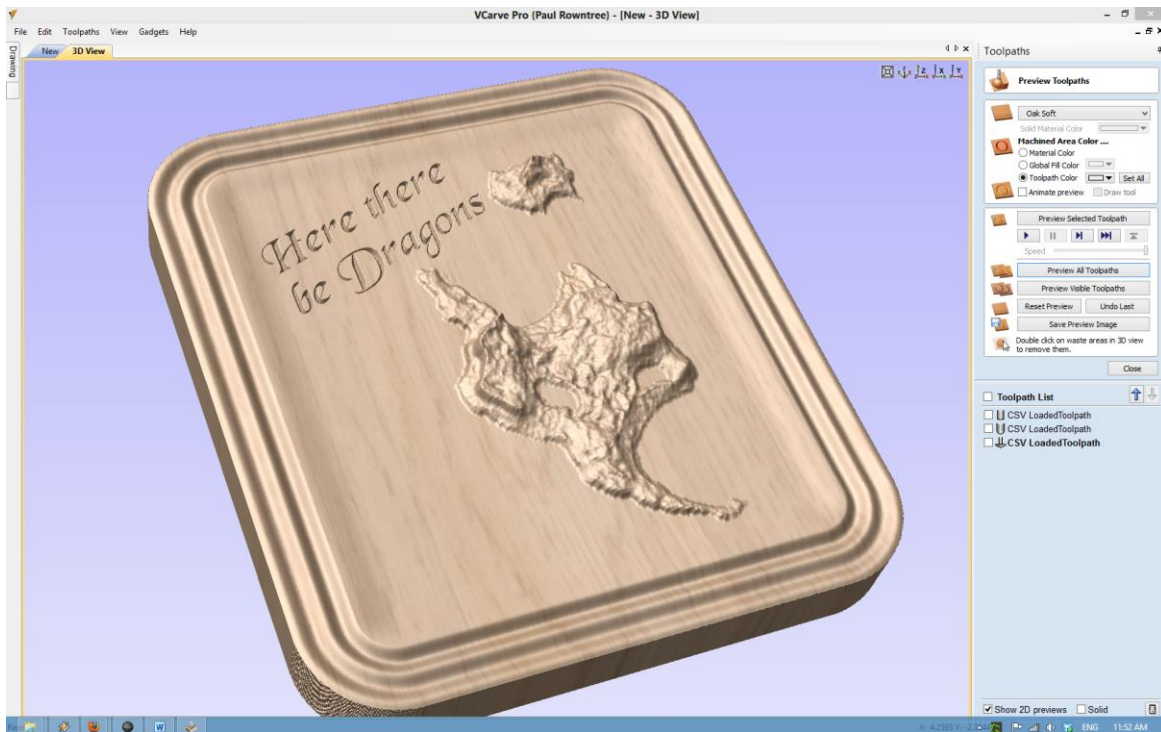 VCarve Pro (Paul Rowntree) - [New - 3D View]
File Edit Toolpaths View Gadgets Help
Drawing
New 3D View
Toolpaths
Preview Toolpaths
Oak Soft
Solid Material Color
Machined Area Color ....
Material Color
Global Fill Color
Toolpath Color Set All
Animate preview Draw tool
Preview Selected Toolpath
Speed
Preview All Toolpaths
Preview Visible Toolpaths
Reset Preview Undo Last
Save Preview Image
Double click on waste areas in 3D view
to remove them.
Close
Toolpath List
CSV LoadedToolpath
CSV LoadedToolpath
CSV LoadedToolpath
Here there
be Dragons
Show 2D previews Solid
ENG 11:52 AM